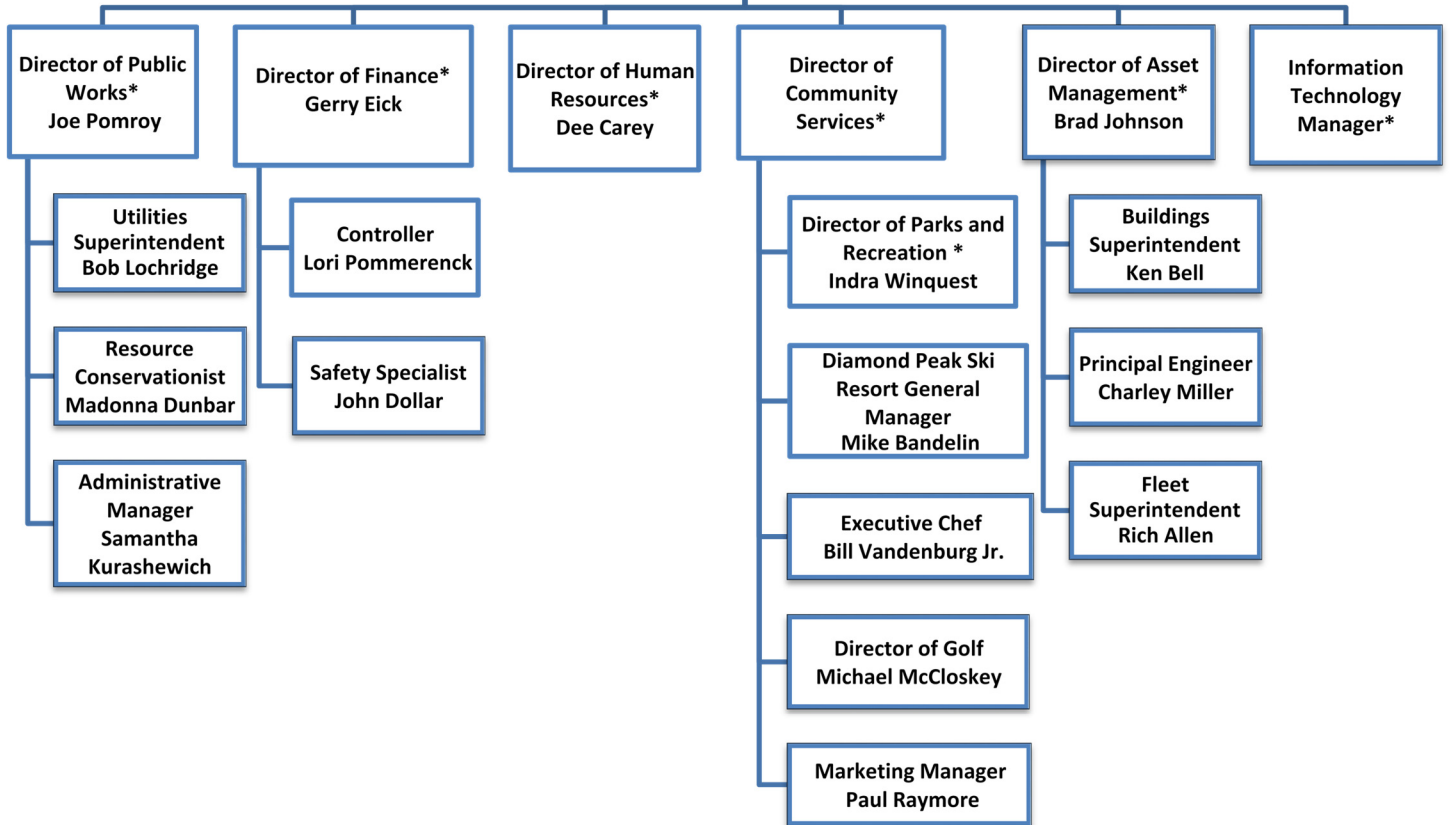 Director of Public
Works*
Joe Pomroy
Director of Finance*
Gerry Eick
Director of Human
Resources*
Dee Carey
Director of
Community
Services*
Director of Asset
Management*
Brad Johnson
Information
Technology
Manager*
Utilities
Superintendent
Bob Lochridge
Resource
Conservationist
Madonna Dunbar
Administrative
Manager
Samantha
Kurashewich
Controller
Lori Pommerenck
Safety Specialist
John Dollar
Director of Parks and
Recreation *
Indra Winquest
Diamond Peak Ski
Resort General
Manager
Mike Bandelin
Executive Chef
Bill Vandenburg Jr.
Director of Golf
Michael McCloskey
Marketing Manager
Paul Raymore
Buildings
Superintendent
Ken Bell
Principal Engineer
Charley Miller
Fleet
Superintendent
Rich Allen